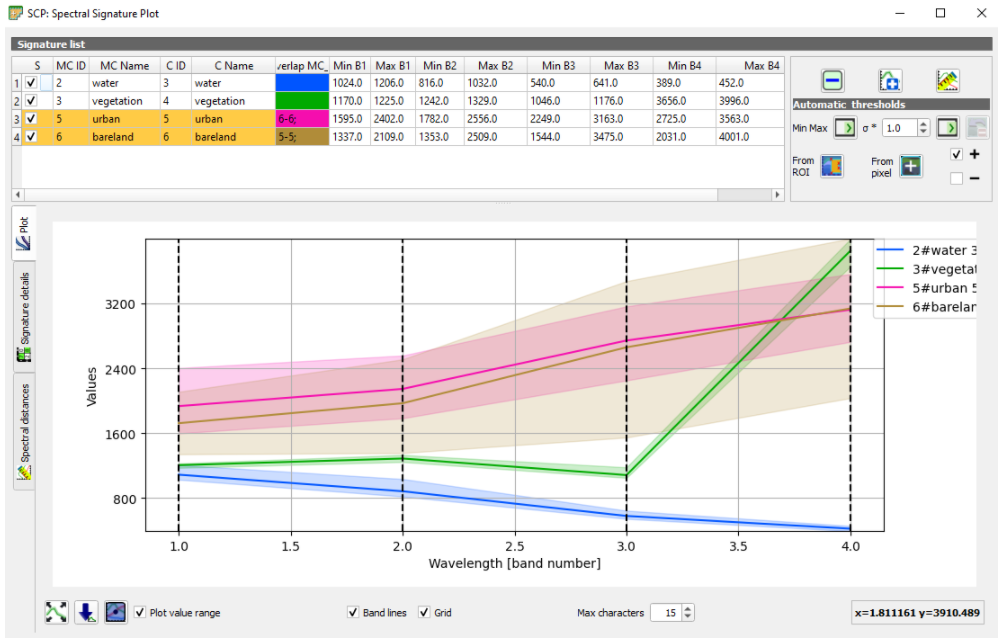 SCP: Spectral Signature Plot
Signature list
S MC ID MC Name C ID C Name verlap MC_ Min B1 Max B1 Min B2 Max B2 Min B3 Max B3 Min B4 Max B4
1 2 water 3 water 1024.0 1206.0 816.0 1032.0 540.0 641.0 389.0 452.0
2 3 vegetation 4 vegetation 1170.0 1225.0 1242.0 1329.0 1046.0 1176.0 3656.0 3996.0
3 5 urban 5 urban 6-6; 1595.0 2402.0 1782.0 2556.0 2249.0 3163.0 2725.0 3563.0
4 6 bareland 6 bareland 5-5; 1337.0 2109.0 1353.0 2509.0 1544.0 3475.0 2031.0 4001.0
Automatic thresholds
Min Max σ * 1.0
From ROI From pixel + −
Plot
Signature details
Spectral distances
Values
3200
2400
1600
800
1.0 1.5 2.0 2.5 3.0 3.5 4.0
Wavelength [band number]
2#water 3
3#vegetat
5#urban 5
6#barelan
Plot value range Band lines Grid Max characters 15 x=1.811161 y=3910.489